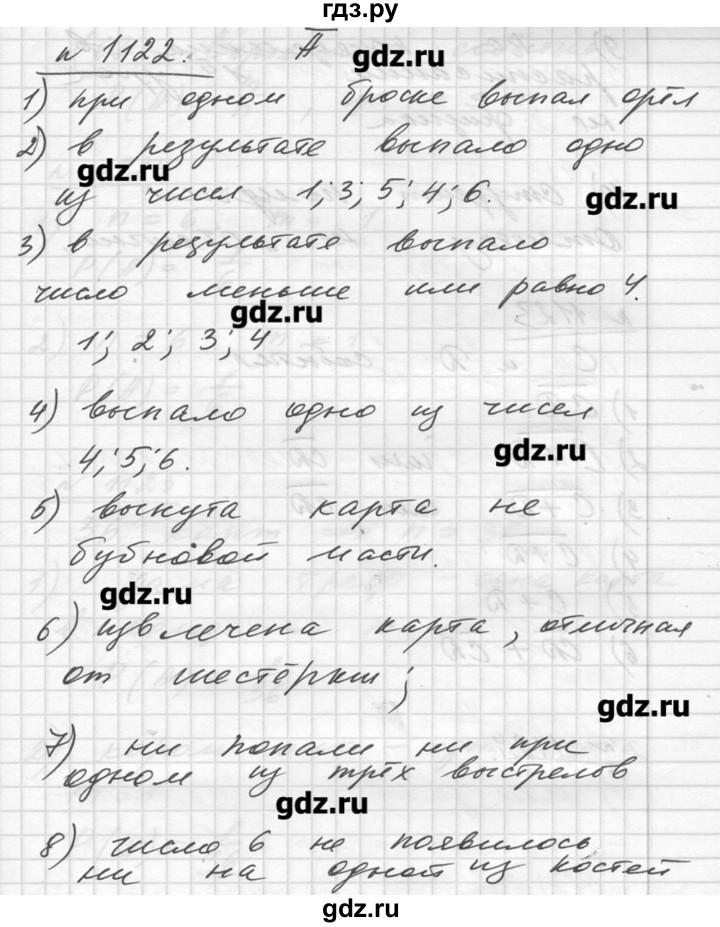 гдз.ру
№ 1122. A̅
gdz.ru
1) при одном броске выпал орёл
2) в результате выпало одно
gdz.ru
из чисел 1; 3; 5; 4; 6.
gdz.ru
3) в результате выпало
число меньше или равно 4.
gdz.ru
1; 2; 3; 4
4) выпало одно из чисел
4; 5; 6.
gdz.ru
5) вынута карта не
бубновой масти.
gdz.ru
6) извлечена карта, отличная
от шестёрки;
gdz.ru
7) ни попали ни при
одном из трёх выстрелов
gdz.ru
8) число 6 не появилось
ни на одной из костей
gdz.ru